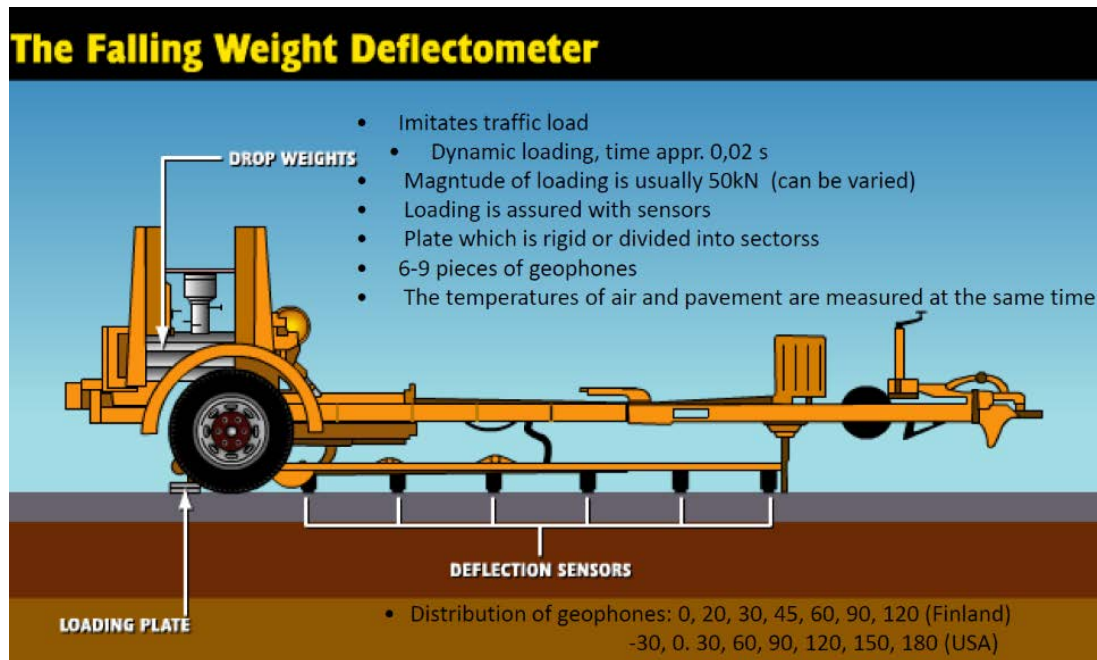 The Falling Weight Deflectometer
• Imitates traffic load
• Dynamic loading, time appr. 0,02 s
• Magntude of loading is usually 50kN (can be varied)
• Loading is assured with sensors
• Plate which is rigid or divided into sectorss
• 6-9 pieces of geophones
• The temperatures of air and pavement are measured at the same time
DROP WEIGHTS
DEFLECTION SENSORS
LOADING PLATE
• Distribution of geophones: 0, 20, 30, 45, 60, 90, 120 (Finland)
-30, 0. 30, 60, 90, 120, 150, 180 (USA)